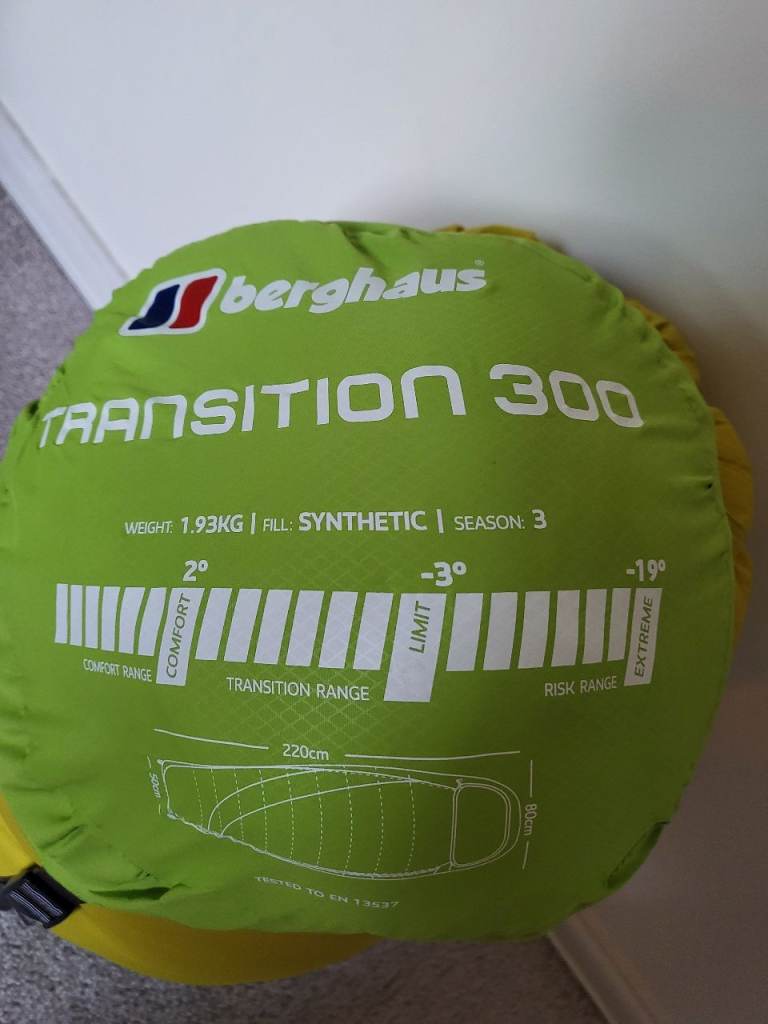 berghaus®
TRANSITION 300
WEIGHT: 1.93KG | FILL: SYNTHETIC | SEASON: 3
2° -3° -19°
COMFORT LIMIT EXTREME
COMFORT RANGE TRANSITION RANGE RISK RANGE
220cm
50cm 80cm
TESTED TO EN 13537